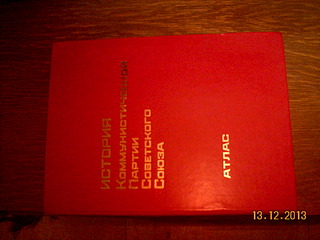 ИСТОРИЯ
КОММУНИСТИЧЕСКОЙ
ПАРТИИ
СОВЕТСКОГО
СОЮЗА
АТЛАС
13.12.2013